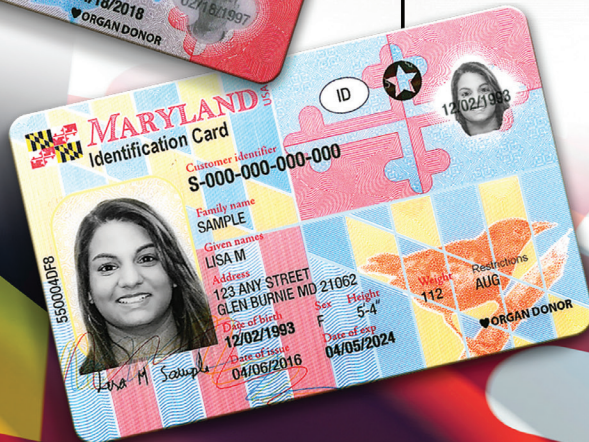 /18/2018
02/18/1997
♥ORGAN DONOR
MARYLAND USA
Identification Card
ID
12/02/1993
Customer identifier
S-000-000-000-000
Family name
SAMPLE
Given names
LISA M
Address
123 ANY STREET
GLEN BURNIE MD 21062
Date of birth
12/02/1993
Sex
F
Height
5'-4"
Weight
112
Restrictions
AUG
Date of issue
04/06/2016
Date of exp
04/05/2024
♥ORGAN DONOR
550004DF8
Lisa M Sample